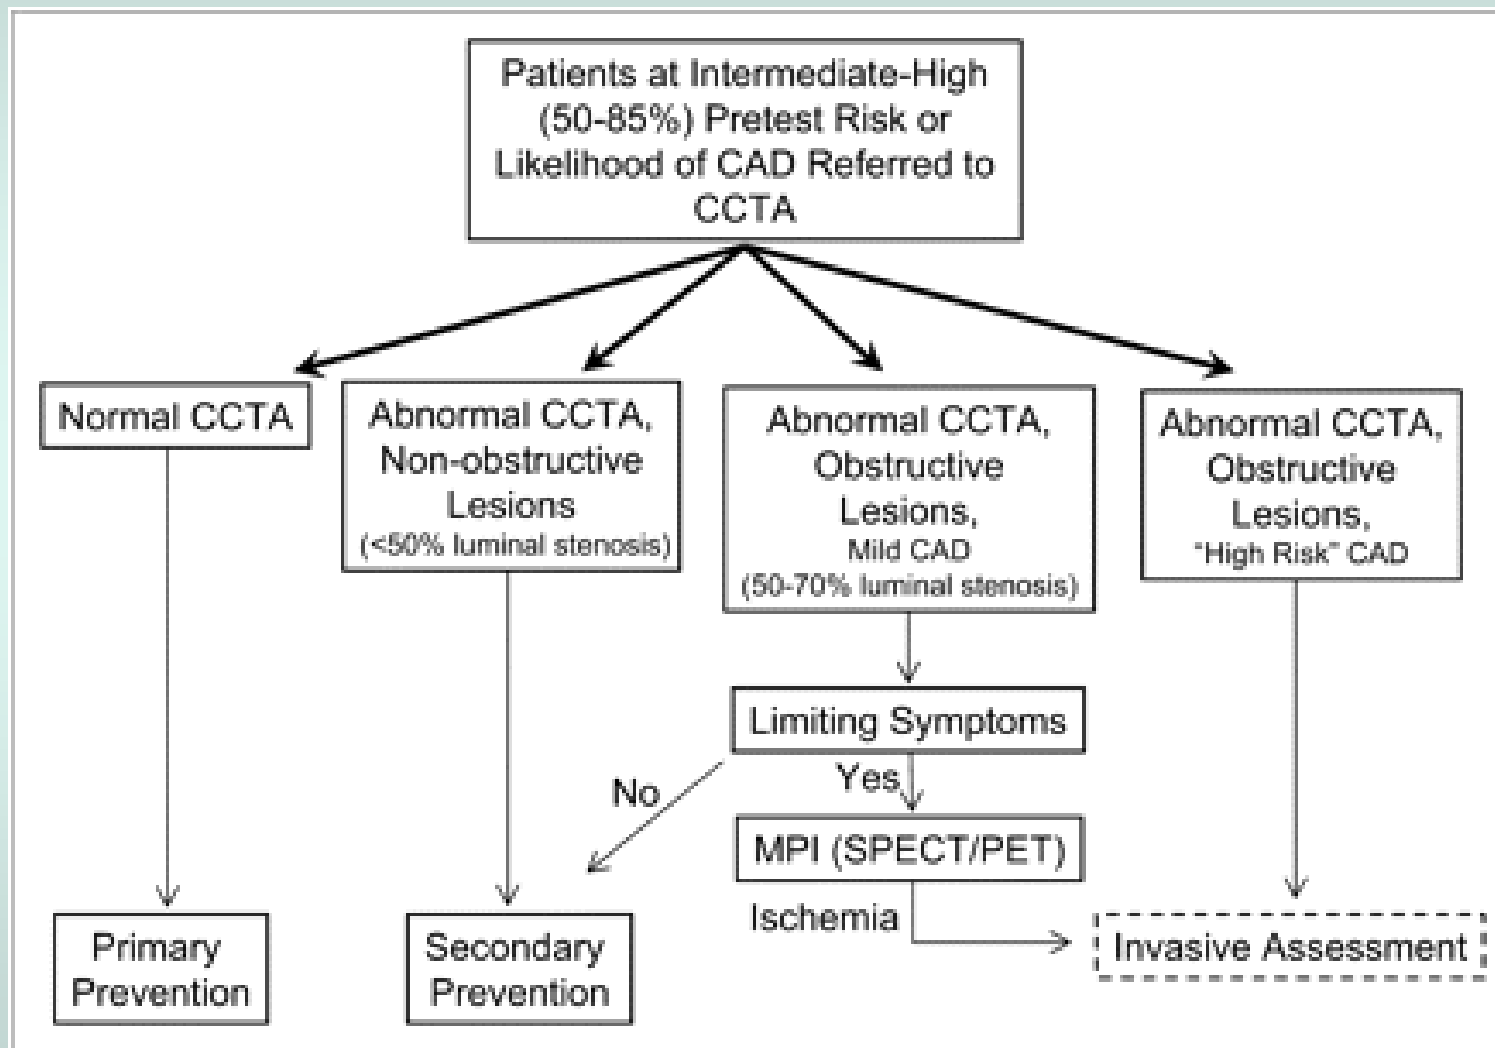 Patients at Intermediate-High
(50-85%) Pretest Risk or
Likelihood of CAD Referred to
CCTA
Normal CCTA
Abnormal CCTA,
Non-obstructive
Lesions
(<50% luminal stenosis)
Abnormal CCTA,
Obstructive
Lesions,
Mild CAD
(50-70% luminal stenosis)
Abnormal CCTA,
Obstructive
Lesions,
"High Risk" CAD
Limiting Symptoms
No
Yes
MPI (SPECT/PET)
Ischemia
Primary
Prevention
Secondary
Prevention
Invasive Assessment